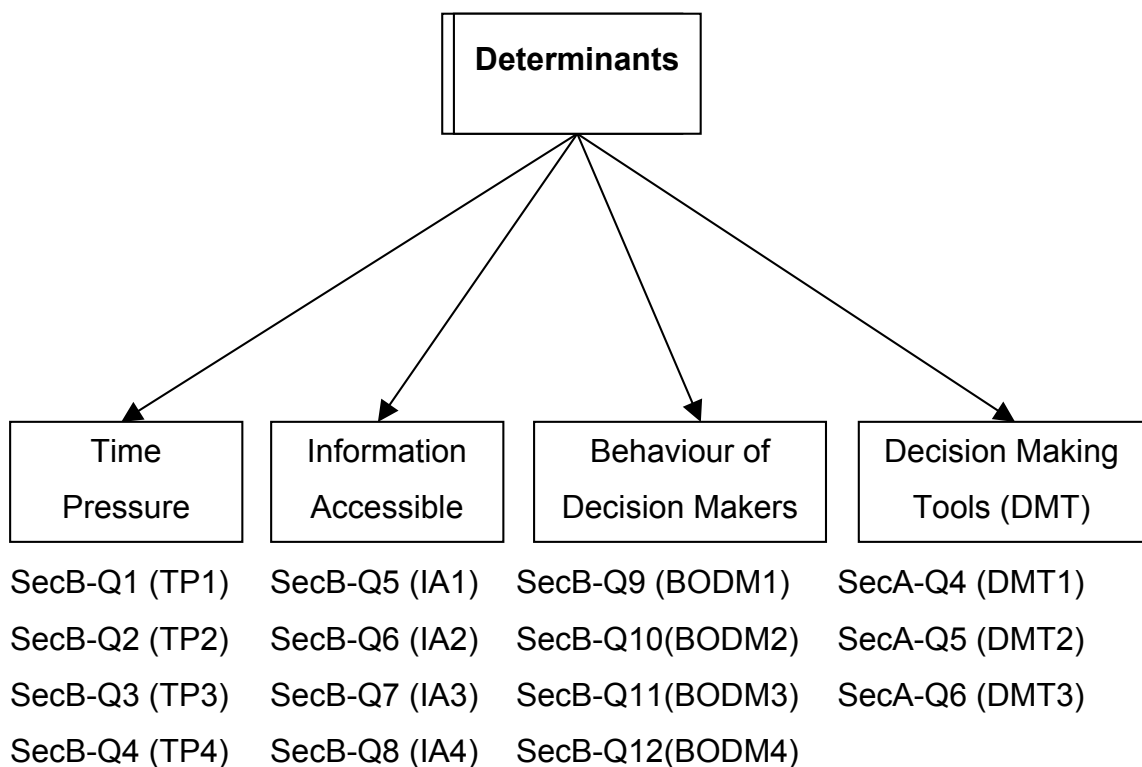 Determinants
Time
Pressure
Information
Accessible
Behaviour of
Decision Makers
Decision Making
Tools (DMT)
SecB-Q1 (TP1)
SecB-Q2 (TP2)
SecB-Q3 (TP3)
SecB-Q4 (TP4)
SecB-Q5 (IA1)
SecB-Q6 (IA2)
SecB-Q7 (IA3)
SecB-Q8 (IA4)
SecB-Q9 (BODM1)
SecB-Q10(BODM2)
SecB-Q11(BODM3)
SecB-Q12(BODM4)
SecA-Q4 (DMT1)
SecA-Q5 (DMT2)
SecA-Q6 (DMT3)